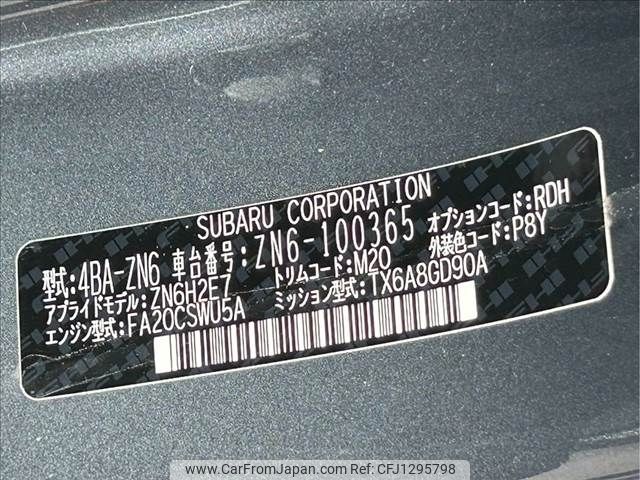 SUBARU CORPORATION
型式:4BA-ZN6 車台番号:ZN6-100365 オプションコード:RDH
アプライドモデル:ZN6H2E7 トリムコード:M20 外装色コード:P8Y
エンジン型式:FA20CSWU5A ミッション型式:TX6A8GD90A
www.CarFromJapan.com | CarFromJapan CFJ1295798